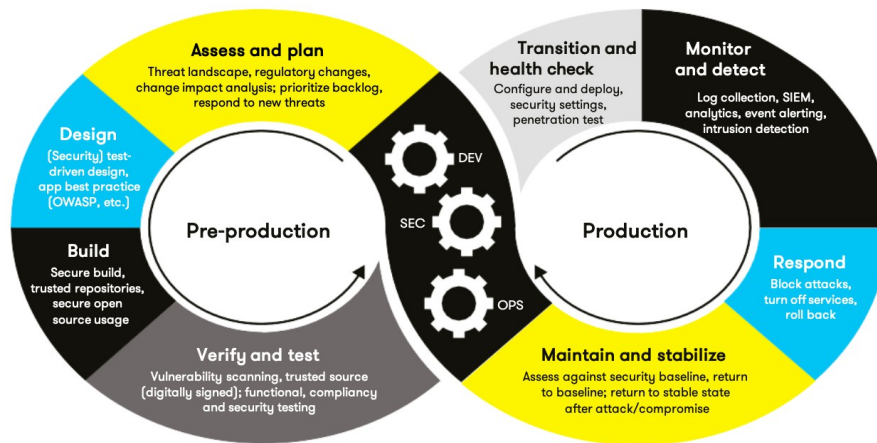 Assess and plan
Threat landscape, regulatory changes,
change impact analysis; prioritize backlog,
respond to new threats
Design
(Security) test-
driven design,
app best practice
(OWASP, etc.)
Build
Secure build,
trusted repositories,
secure open
source usage
Verify and test
Vulnerability scanning, trusted source
(digitally signed); functional, compliancy
and security testing
Pre-production
DEV
SEC
OPS
Transition and
health check
Configure and deploy,
security settings,
penetration test
Monitor
and detect
Log collection, SIEM,
analytics, event alerting,
intrusion detection
Production
Respond
Block attacks,
turn off services,
roll back
Maintain and stabilize
Assess against security baseline, return
to baseline; return to stable state
after attack/compromise